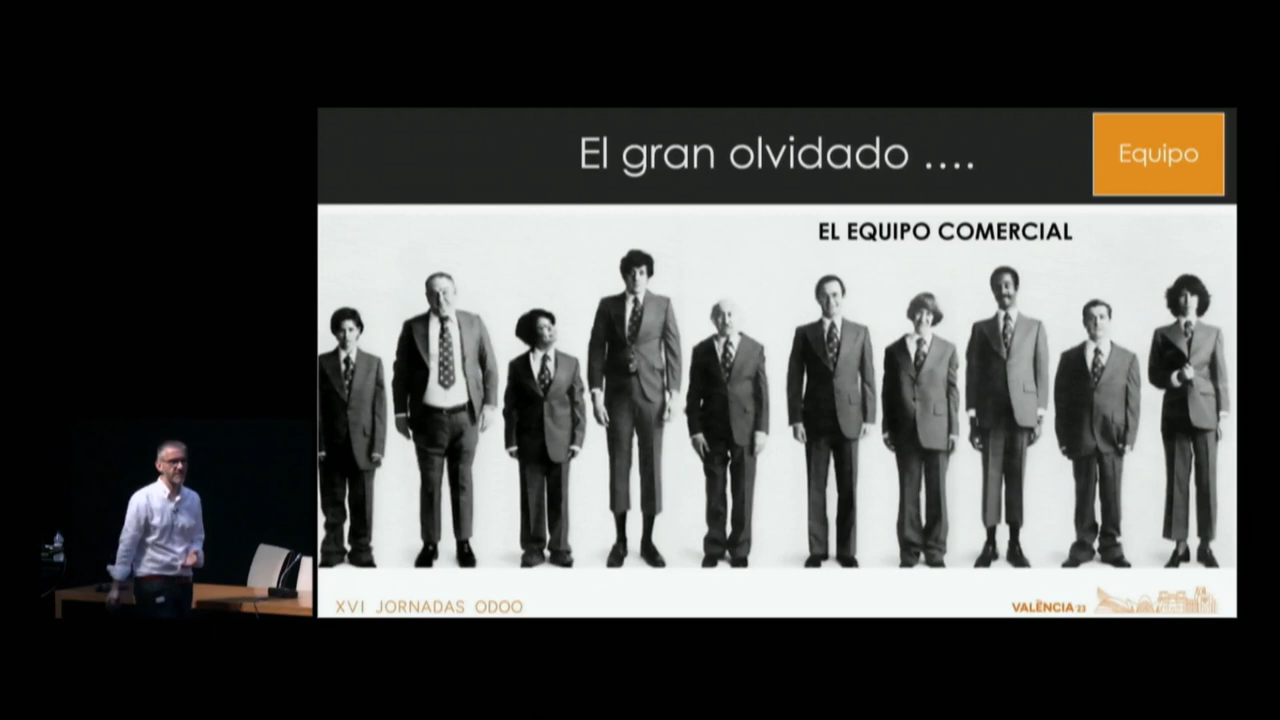 El gran olvidado ....
Equipo
EL EQUIPO COMERCIAL
XVI JORNADAS ODOO
VALÈNCIA'23